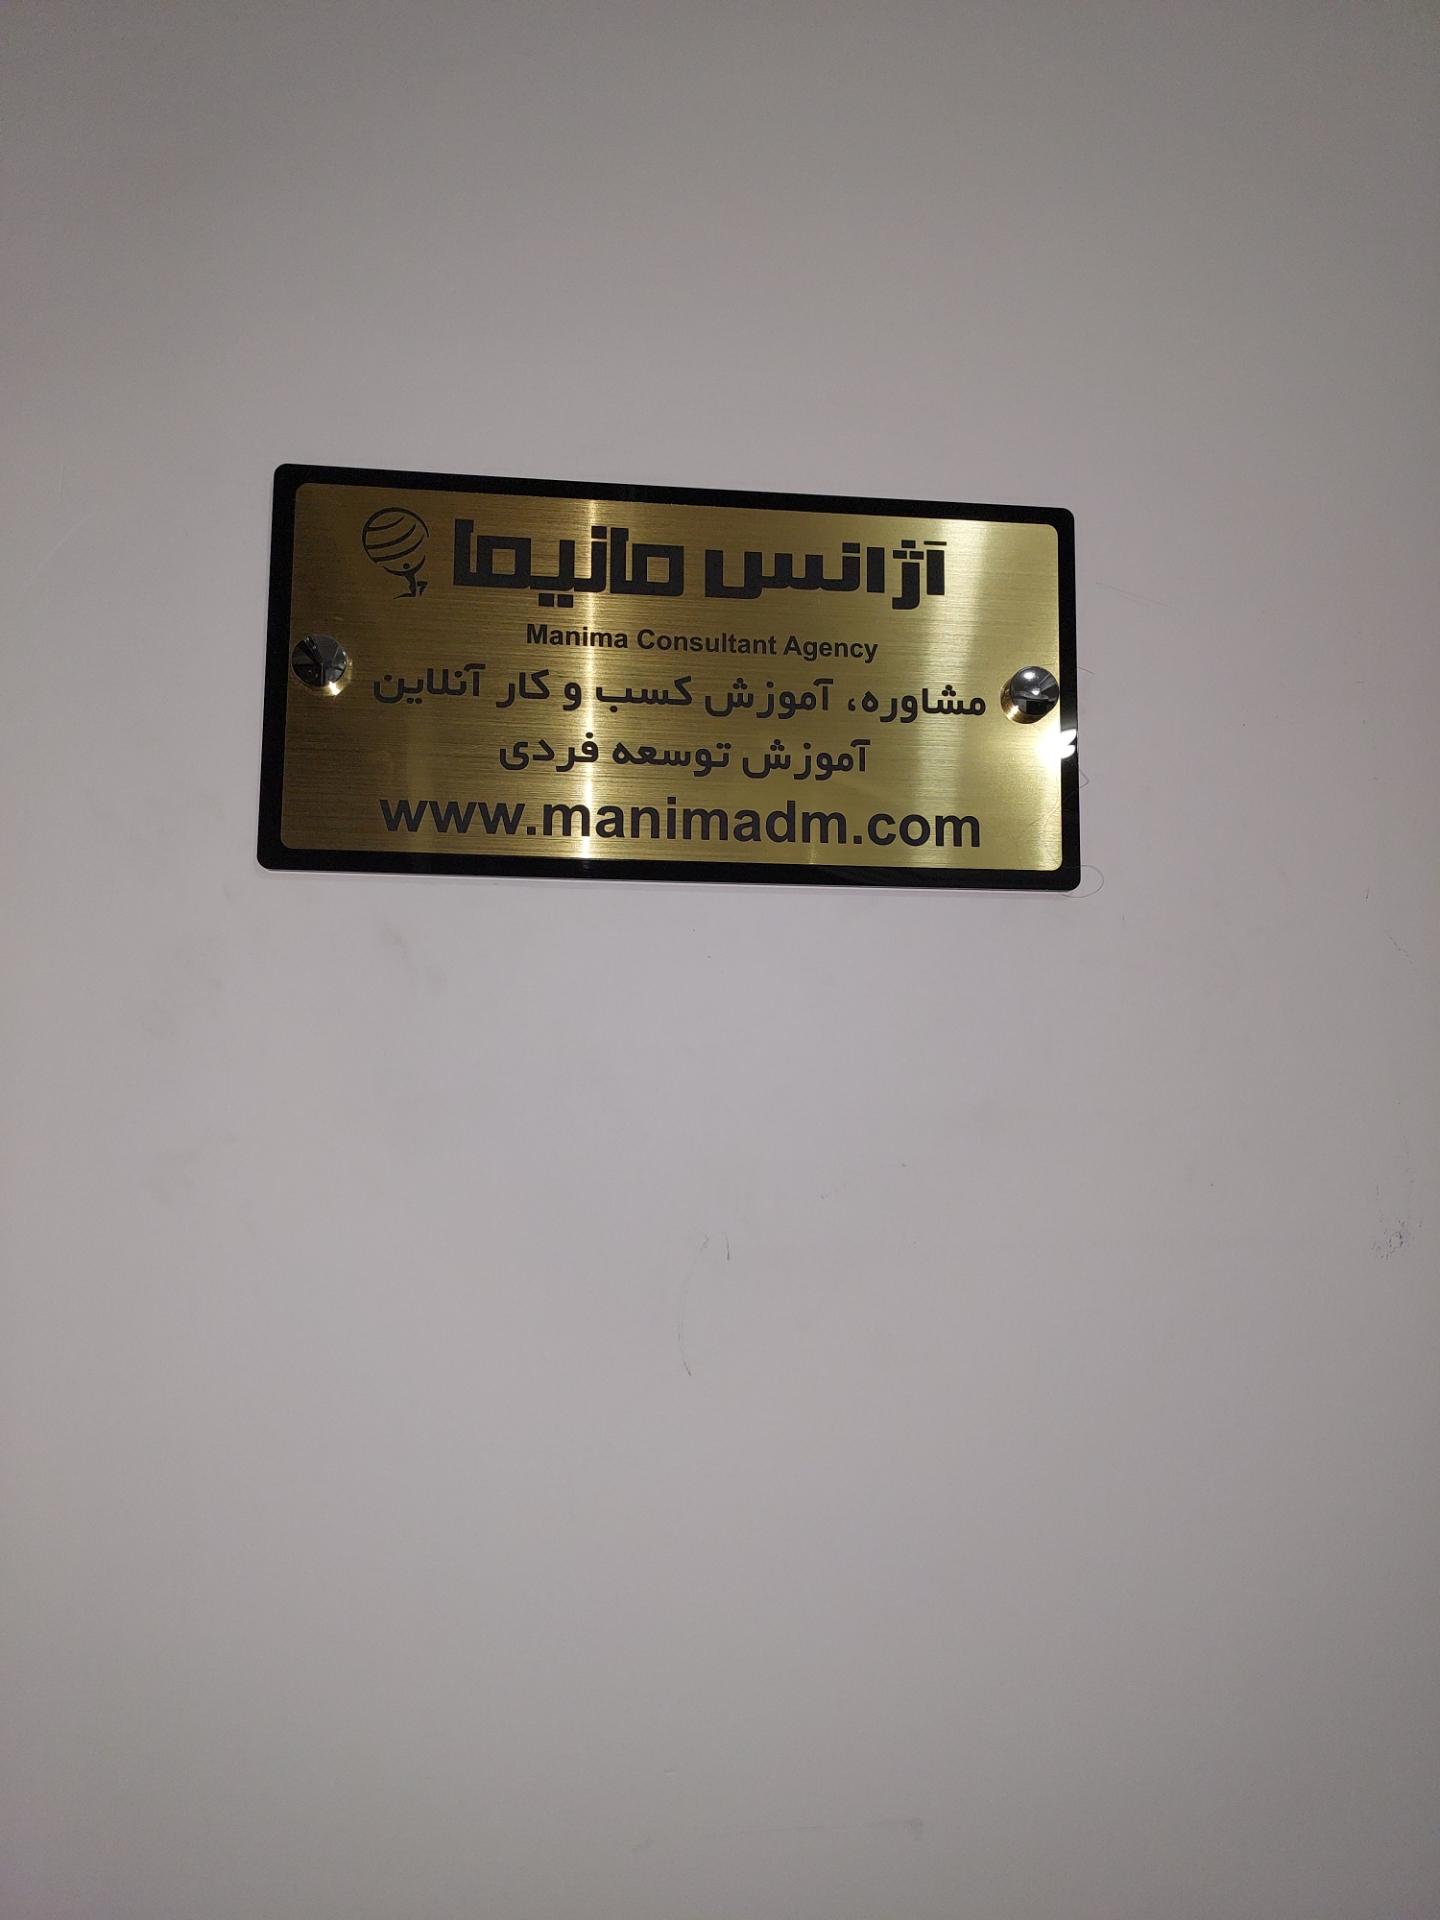 آژانس مانیما
Manima Consultant Agency
مشاوره، آموزش کسب و کار آنلاین
آموزش توسعه فردی
www.manimadm.com